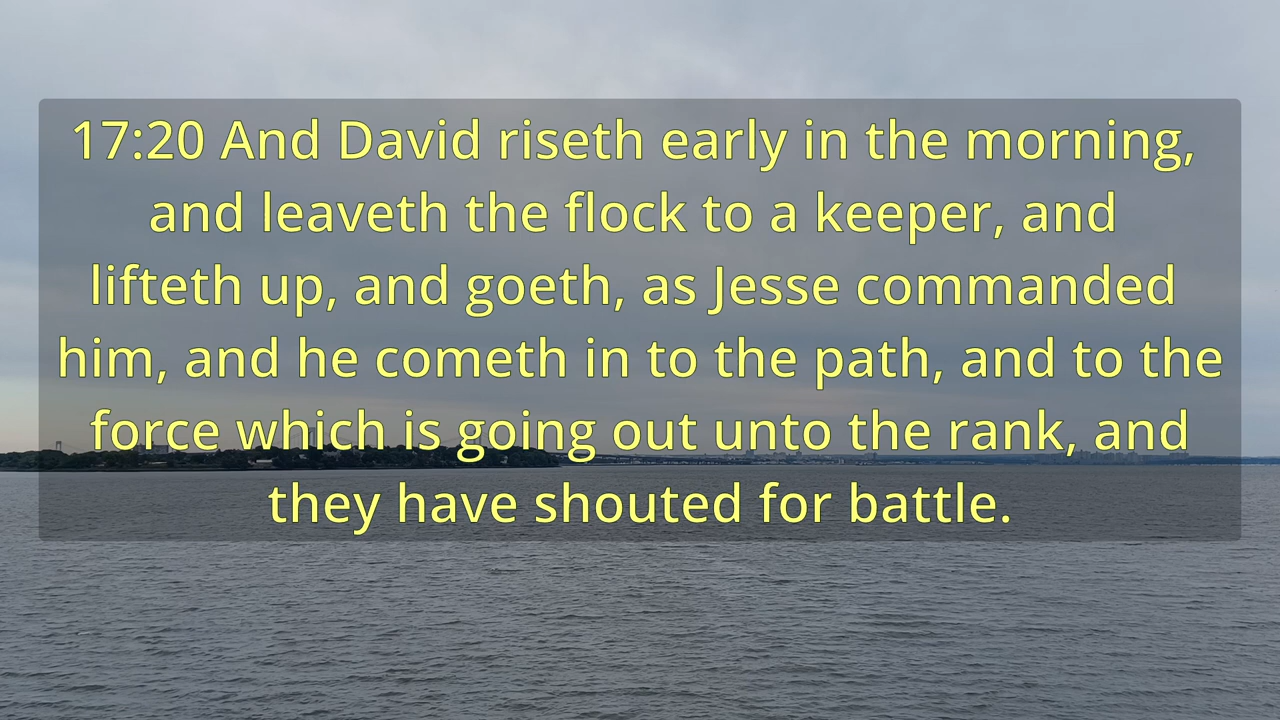 17:20 And David riseth early in the morning,
and leaveth the flock to a keeper, and
lifteth up, and goeth, as Jesse commanded
him, and he cometh in to the path, and to the
force which is going out unto the rank, and
they have shouted for battle.